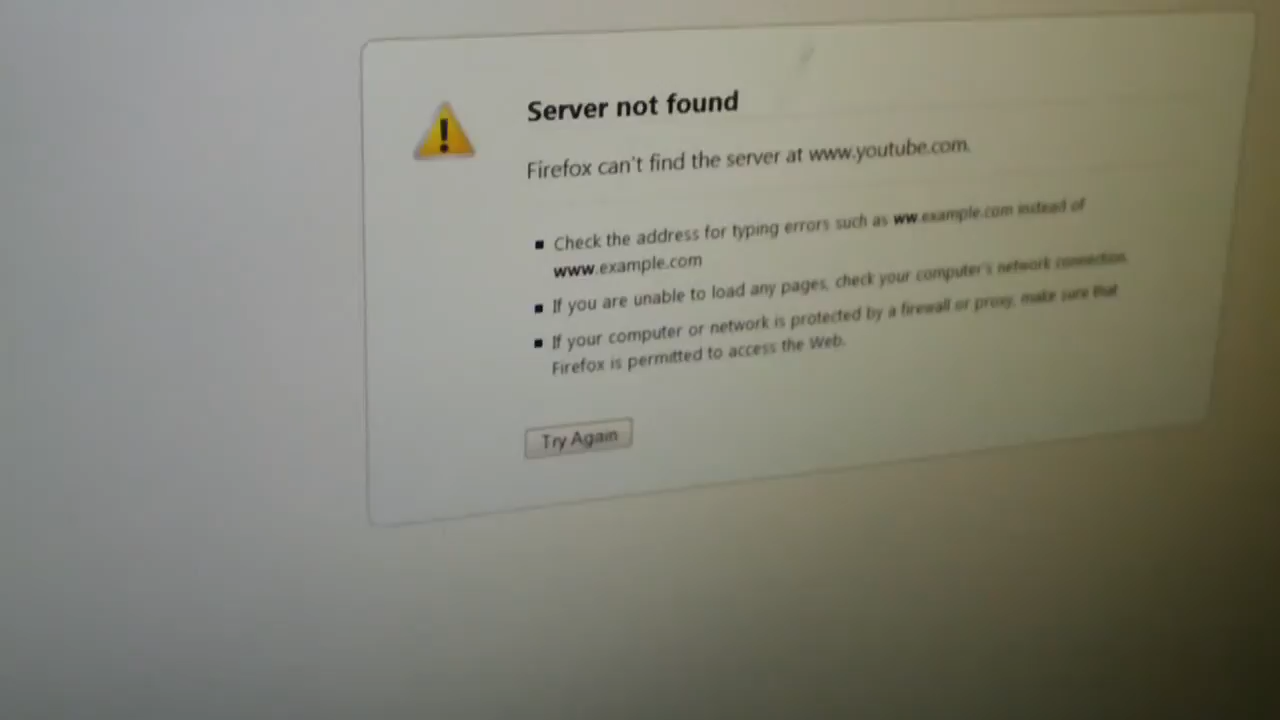 Server not found
Firefox can't find the server at www.youtube.com.
Check the address for typing errors such as ww.example.com instead of
www.example.com
If you are unable to load any pages, check your computer's network connection.
If your computer or network is protected by a firewall or proxy, make sure that
Firefox is permitted to access the Web.
Try Again